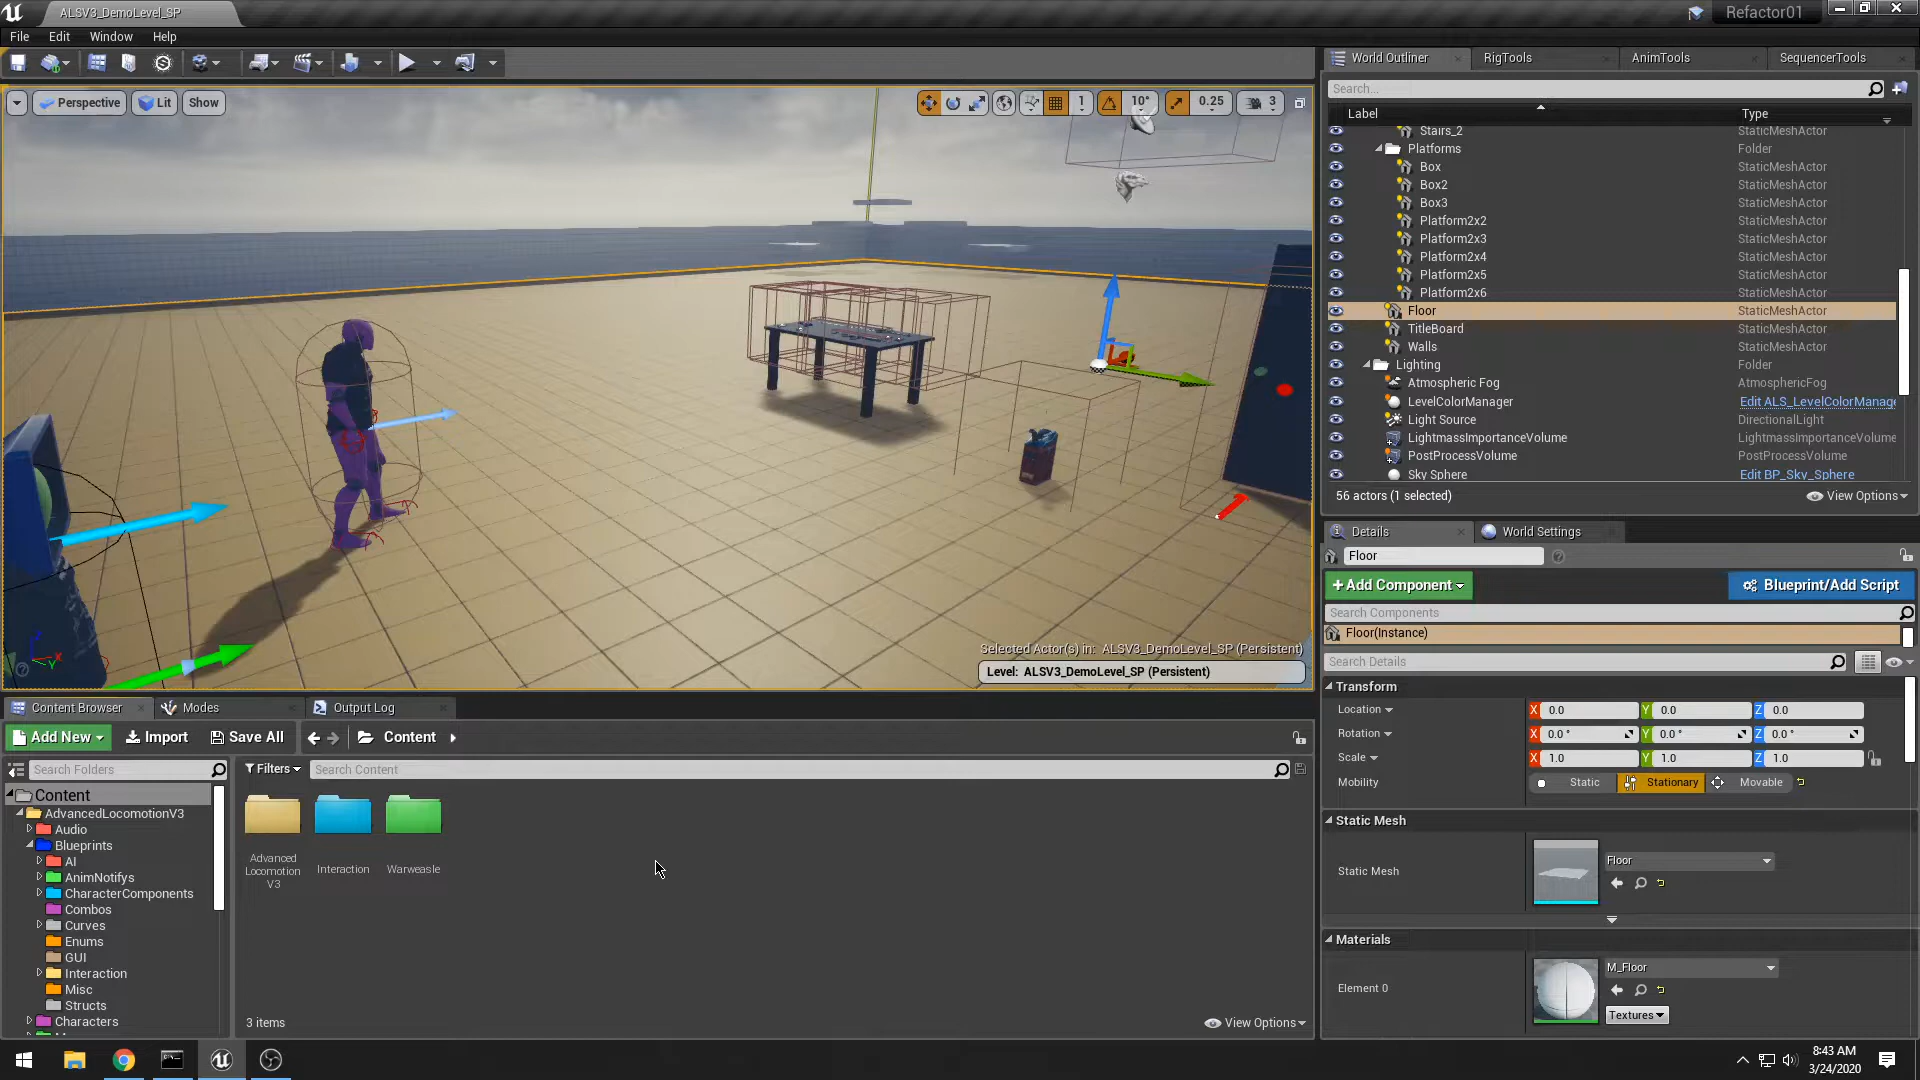 ALSV3_DemoLevel_SP
Refactor01
File Edit Window Help
Perspective Lit Show
1 10° 0.25 3
Selected Actor(s) in: ALSV3_DemoLevel_SP (Persistent)
Level: ALSV3_DemoLevel_SP (Persistent)
World Outliner RigTools AnimTools SequencerTools
Search...
Label Type
Stairs_2 StaticMeshActor
Platforms Folder
Box StaticMeshActor
Box2 StaticMeshActor
Box3 StaticMeshActor
Platform2x2 StaticMeshActor
Platform2x3 StaticMeshActor
Platform2x4 StaticMeshActor
Platform2x5 StaticMeshActor
Platform2x6 StaticMeshActor
Floor StaticMeshActor
TitleBoard StaticMeshActor
Walls StaticMeshActor
Lighting Folder
Atmospheric Fog AtmosphericFog
LevelColorManager Edit ALS_LevelColorManage
Light Source DirectionalLight
LightmassImportanceVolume LightmassImportanceVolume
PostProcessVolume PostProcessVolume
Sky Sphere Edit BP_Sky_Sphere
56 actors (1 selected) View Options
Details World Settings
Floor
+Add Component Blueprint/Add Script
Search Components
Floor(Instance)
Search Details
Transform
Location X 0.0 Y 0.0 Z 0.0
Rotation X 0.0 ° Y 0.0 ° Z 0.0 °
Scale X 1.0 Y 1.0 Z 1.0
Mobility Static Stationary Movable
Static Mesh
Static Mesh Floor
Materials
Element 0 M_Floor
Textures
Content Browser Modes Output Log
Add New Import Save All Content
Search Folders Filters Search Content
Content
AdvancedLocomotionV3
Audio
Blueprints
AI
AnimNotifys
CharacterComponents
Combos
Curves
Enums
GUI
Interaction
Misc
Structs
Characters
Advanced
Locomotion
V3
Interaction
Warweasle
3 items View Options
8:43 AM
3/24/2020